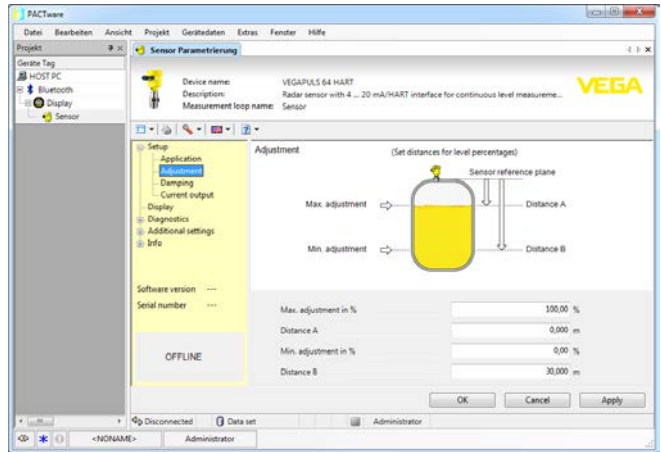 PACTware
Datei Bearbeiten Ansicht Projekt Gerätedaten Extras Fenster Hilfe
Projekt
Geräte Tag
HOST PC
Bluetooth
Display
Sensor
Sensor Parametrierung
Device name: VEGAPULS 64 HART
Description: Radar sensor with 4 ... 20 mA/HART interface for continuous level measureme...
Measurement loop name: Sensor
VEGA
Setup
Application
Adjustment
Damping
Current output
Display
Diagnostics
Additional settings
Info
Software version ---
Serial number ---
OFFLINE
Adjustment
(Set distances for level percentages)
Sensor reference plane
Max. adjustment
Distance A
Min. adjustment
Distance B
Max. adjustment in % 100,00 %
Distance A 0,000 m
Min. adjustment in % 0,00 %
Distance B 30,000 m
OK Cancel Apply
Disconnected Data set Administrator
<NONAME> Administrator